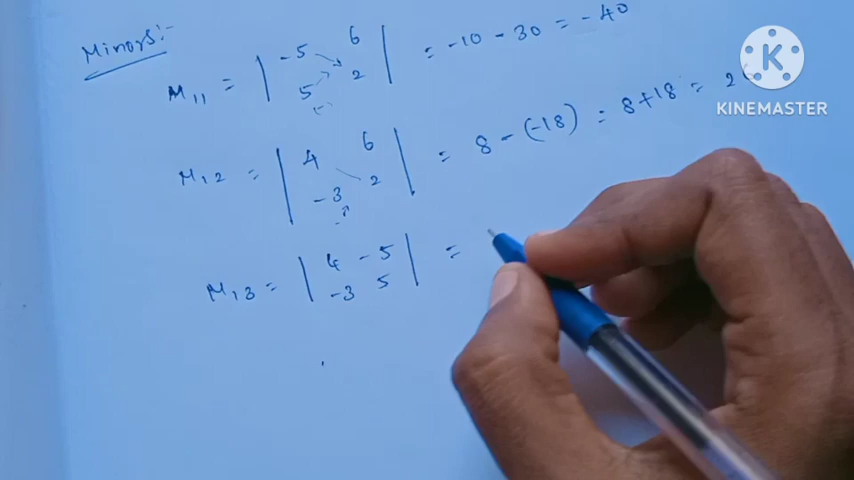 Minors:-
M11 = | -5 6 | = -10 - 30 = -40
| 5 2 |
M12 = | 4 6 | = 8 - (-18) = 8+18 =
| -3 2 |
M13 = | 4 -5 | =
| -3 5 |
KINEMASTER